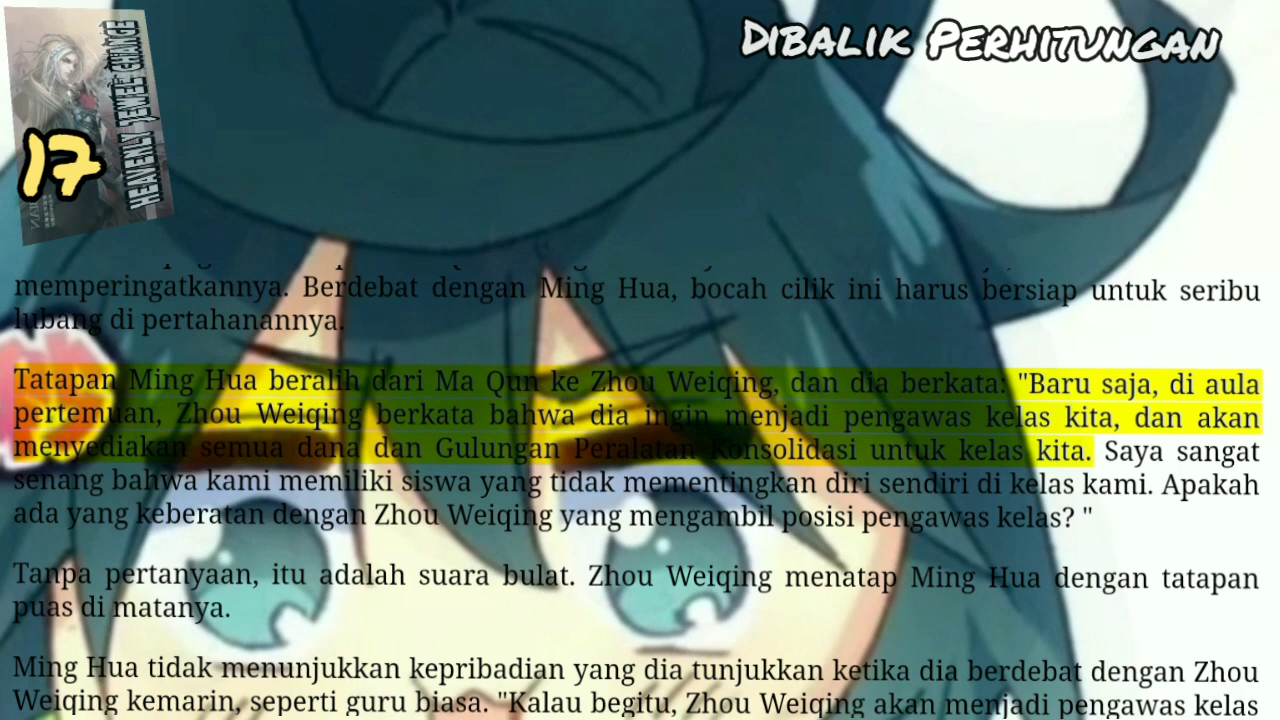 DIBALIK PERHITUNGAN
HEAVENLY JEWEL CHANGE
17
memperingatkannya. Berdebat dengan Ming Hua, bocah cilik ini harus bersiap untuk seribu
lubang di pertahanannya.
Tatapan Ming Hua beralih dari Ma Qun ke Zhou Weiqing, dan dia berkata: "Baru saja, di aula
pertemuan, Zhou Weiqing berkata bahwa dia ingin menjadi pengawas kelas kita, dan akan
menyediakan semua dana dan Gulungan Peralatan Konsolidasi untuk kelas kita. Saya sangat
senang bahwa kami memiliki siswa yang tidak mementingkan diri sendiri di kelas kami. Apakah
ada yang keberatan dengan Zhou Weiqing yang mengambil posisi pengawas kelas? "
Tanpa pertanyaan, itu adalah suara bulat. Zhou Weiqing menatap Ming Hua dengan tatapan
puas di matanya.
Ming Hua tidak menunjukkan kepribadian yang dia tunjukkan ketika dia berdebat dengan Zhou
Weiqing kemarin, seperti guru biasa. "Kalau begitu, Zhou Weiqing akan menjadi pengawas kelas